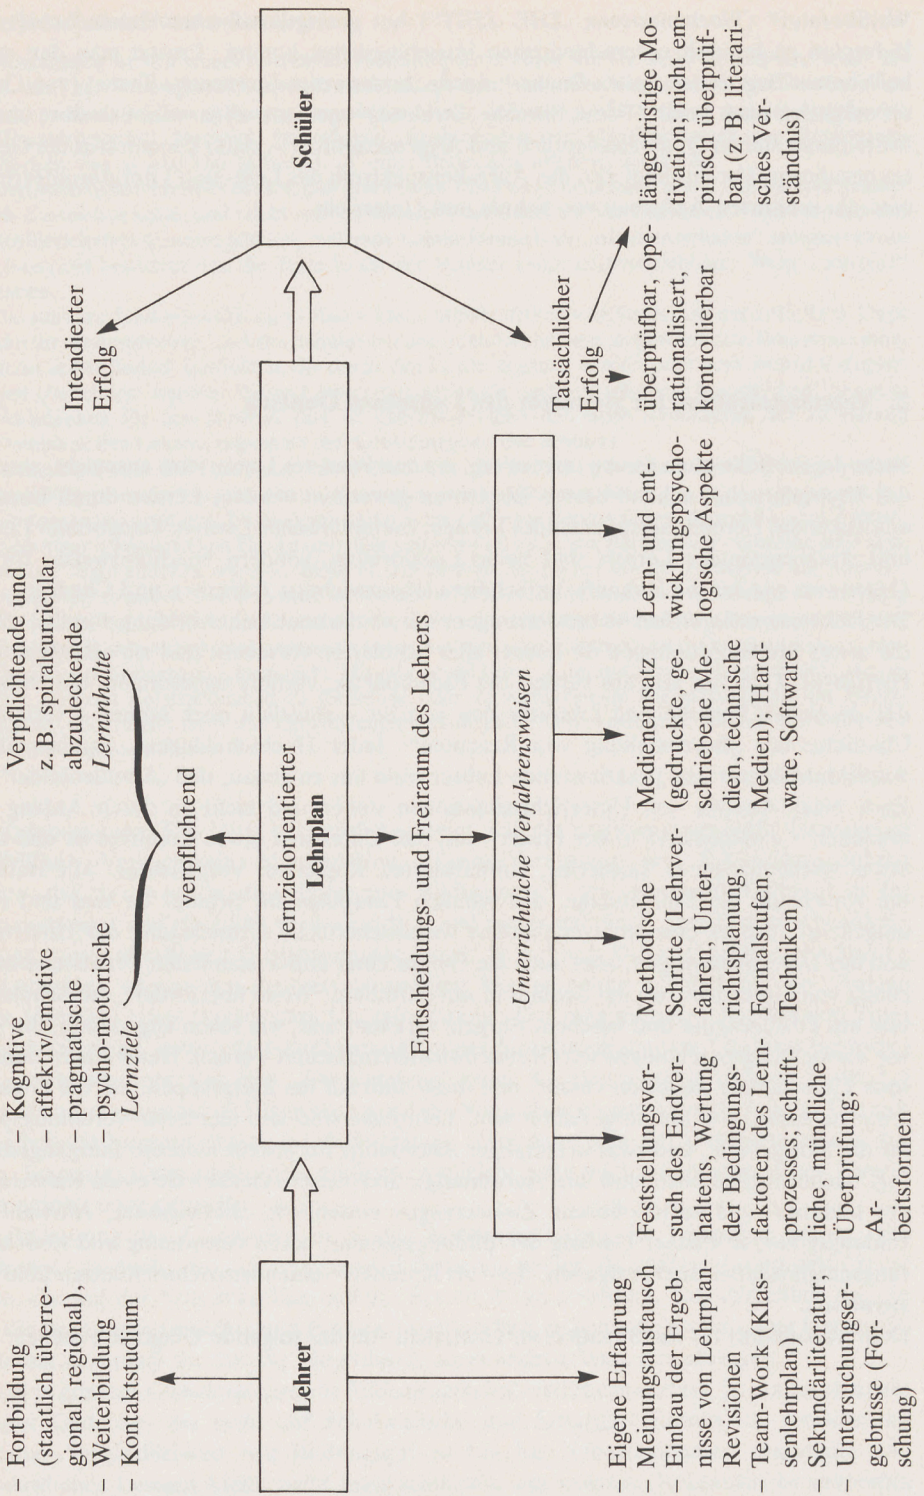 – Fortbildung
(staatlich überre-
gional, regional),
– Weiterbildung
– Kontaktstudium
– Kognitive
– affektiv/emotive
– pragmatische
– psycho-motorische
Lernziele
Verpflichtende und
z.B. spiralcurricular
abzudeckende
Lerninhalte
verpflichtend
Intendierter
Erfolg
Lehrer
lernzielorientierter
Lehrplan
Schüler
Entscheidungs- und Freiraum des Lehrers
Unterrichtliche Verfahrensweisen
Tatsächlicher
Erfolg
– Eigene Erfahrung
– Meinungsaustausch
– Einbau der Ergeb-
nisse von Lehrplan-
Revisionen
– Team-Work (Klas-
senlehrplan)
– Sekundärliteratur;
– Untersuchungser-
gebnisse (For-
schung)
Feststellungsver-
such des Endver-
haltens. Wertung
der Bedingungs-
faktoren des Lern-
prozesses; schrift-
liche, mündliche
Überprüfung; Ar-
beitsformen
Methodische
Schritte (Lehrver-
fahren, Unter-
richtsplanung,
Formalstufen,
Techniken)
Medieneinsatz
(gedruckte, ge-
schriebene Me-
dien, technische
Medien), Hard-
ware, Software
Lern- und ent-
wicklungspsycho-
logische Aspekte
überprüfbar, ope-
rationalisiert,
kontrollierbar
längerfristige Mo-
tivation: nicht em-
pirisch überprüf-
bar (z. B. literari-
sches Ver-
ständnis)